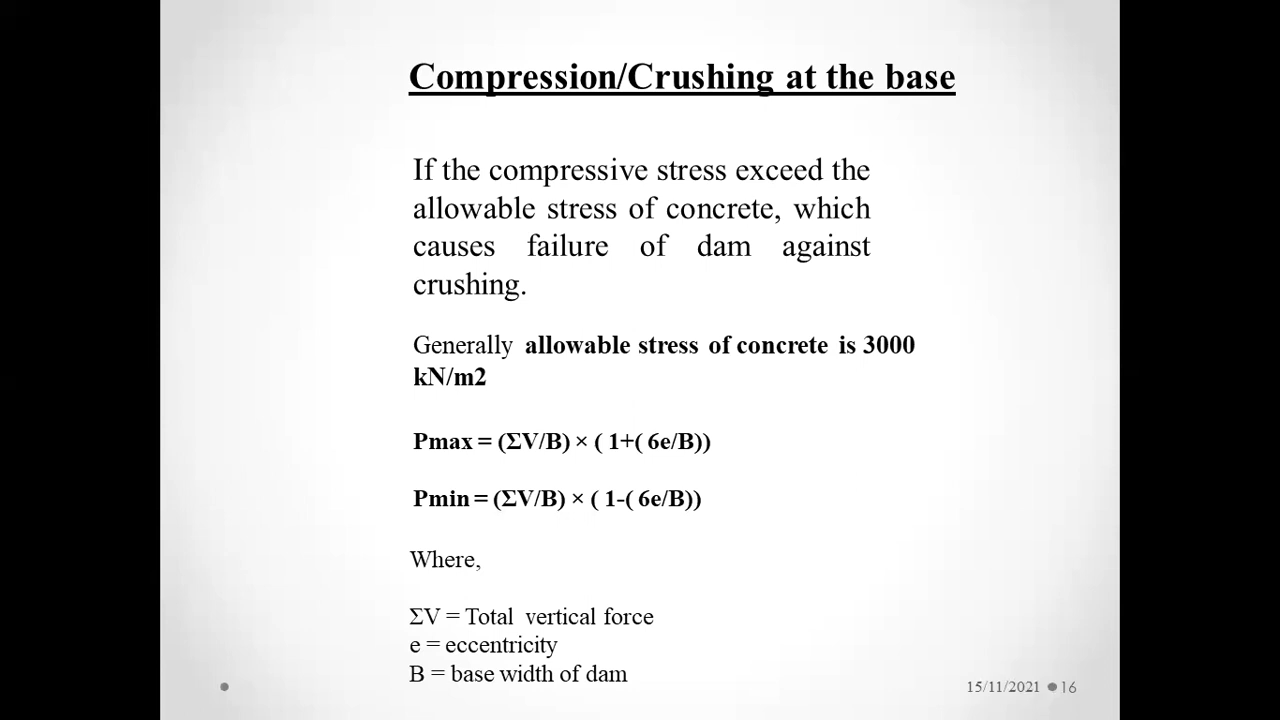 Compression/Crushing at the base
If the compressive stress exceed the
allowable stress of concrete, which
causes failure of dam against
crushing.
Generally allowable stress of concrete is 3000
kN/m2
Pmax = (ΣV/B) × ( 1+( 6e/B))
Pmin = (ΣV/B) × ( 1-( 6e/B))
Where,
ΣV = Total vertical force
e = eccentricity
B = base width of dam
15/11/2021 16